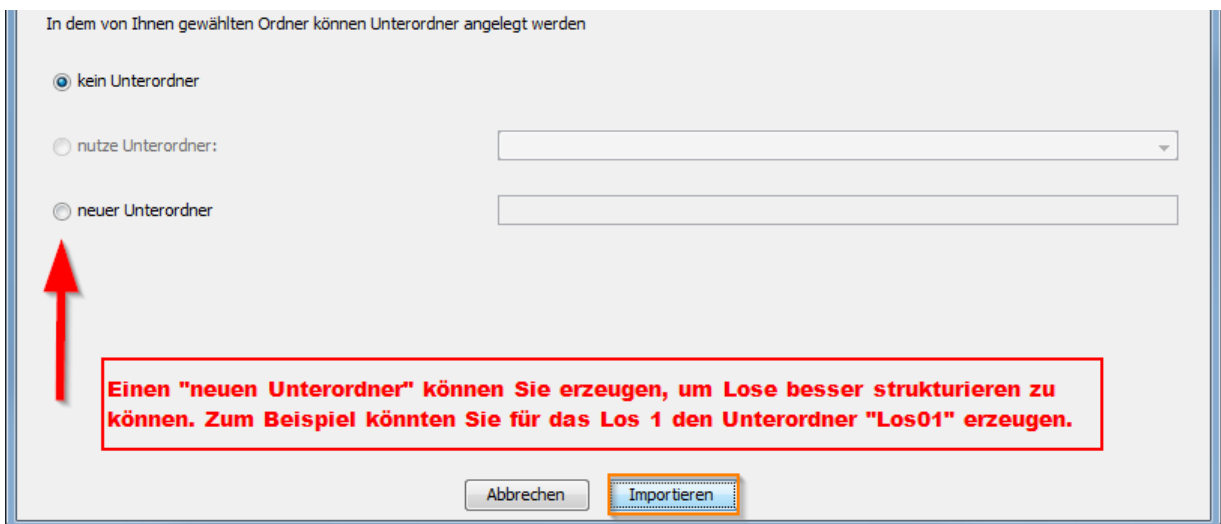 In dem von Ihnen gewählten Ordner können Unterordner angelegt werden
kein Unterordner
nutze Unterordner:
neuer Unterordner
Einen "neuen Unterordner" können Sie erzeugen, um Lose besser strukturieren zu
können. Zum Beispiel könnten Sie für das Los 1 den Unterordner "Los01" erzeugen.
Abbrechen
Importieren